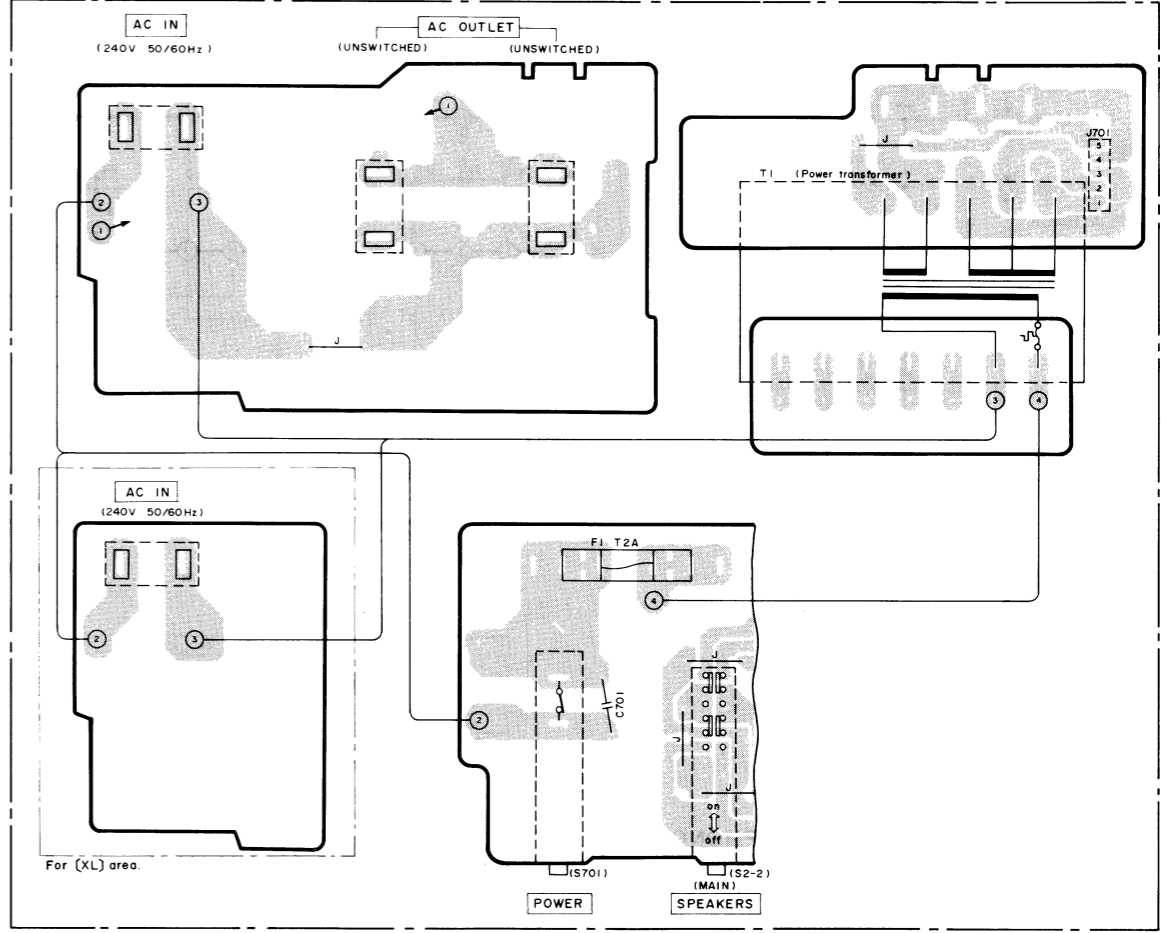 AC IN
(240V 50/60Hz)
AC OUTLET
(UNSWITCHED)
(UNSWITCHED)
1
2
3
1
J
J
J701
5
4
3
2
1
T1 (Power transformer)
3
4
AC IN
(240V 50/60Hz)
2
3
For [XL] area.
F1 T2A
4
2
C701
J
J
J
on
off
(S701)
POWER
(S2-2)
(MAIN)
SPEAKERS